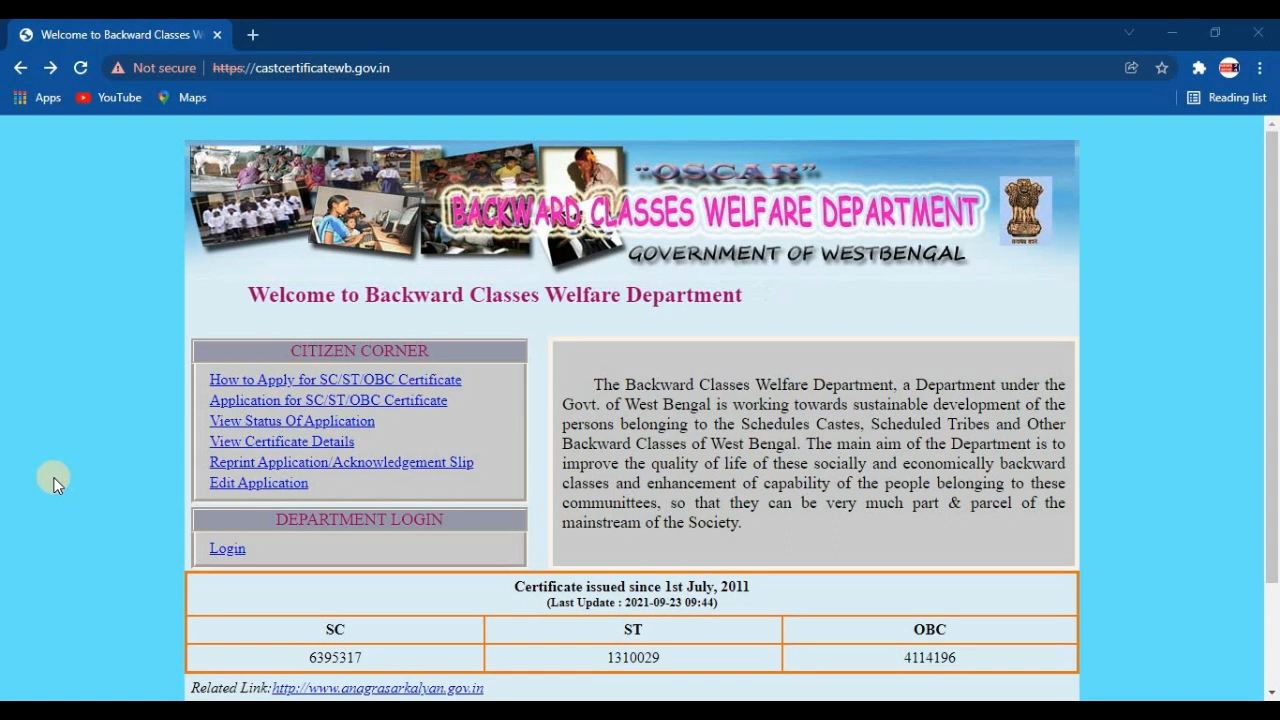 Welcome to Backward Classes W
Not secure
https://castcertificatewb.gov.in
Apps
YouTube
Maps
Reading list
"OSCAR"
BACKWARD CLASSES WELFARE DEPARTMENT
GOVERNMENT OF WESTBENGAL
Welcome to Backward Classes Welfare Department
CITIZEN CORNER
How to Apply for SC/ST/OBC Certificate
Application for SC/ST/OBC Certificate
View Status Of Application
View Certificate Details
Reprint Application/Acknowledgement Slip
Edit Application
DEPARTMENT LOGIN
Login
The Backward Classes Welfare Department, a Department under the
Govt. of West Bengal is working towards sustainable development of the
persons belonging to the Schedules Castes, Scheduled Tribes and Other
Backward Classes of West Bengal. The main aim of the Department is to
improve the quality of life of these socially and economically backward
classes and enhancement of capability of the people belonging to these
communittees, so that they can be very much part & parcel of the
mainstream of the Society.
Certificate issued since 1st July, 2011
(Last Update : 2021-09-23 09:44)
SC ST OBC
6395317 1310029 4114196
Related Link:http://www.anagrasarkalyan.gov.in